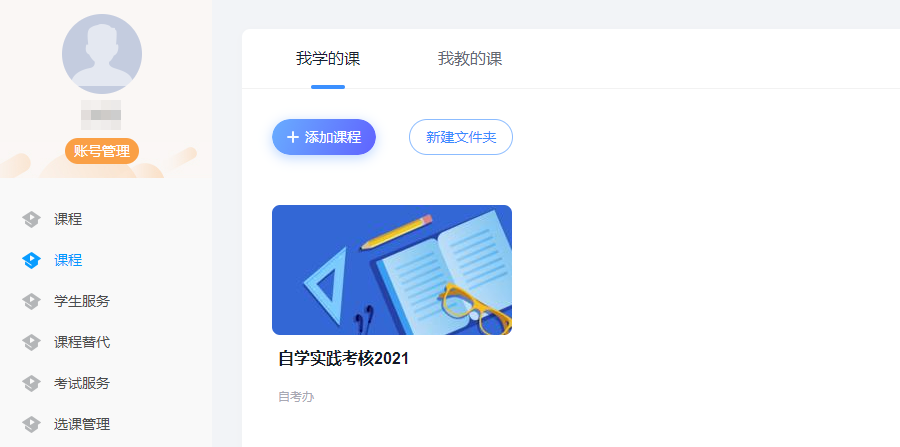 账号管理
课程
课程
学生服务
课程替代
考试服务
选课管理
我学的课
我教的课
添加课程
新建文件夹
自学实践考核2021
自考办